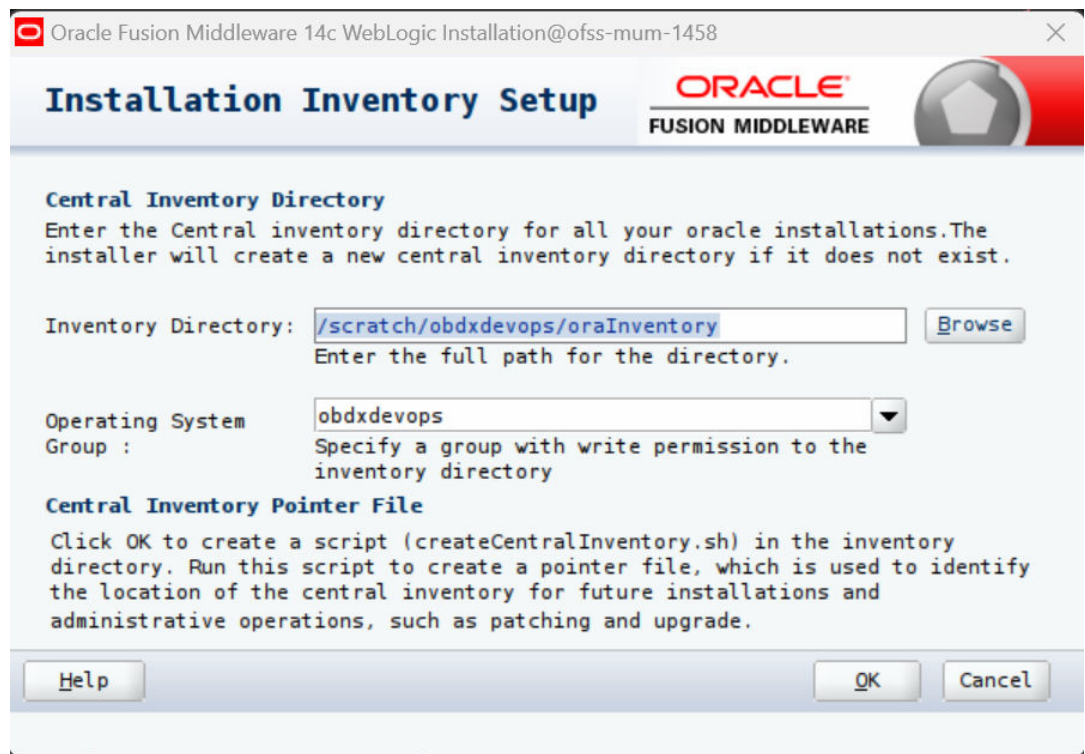 Oracle Fusion Middleware 14c WebLogic Installation@ofss-mum-1458
Installation Inventory Setup
ORACLE
FUSION MIDDLEWARE
Central Inventory Directory
Enter the Central inventory directory for all your oracle installations.The
installer will create a new central inventory directory if it does not exist.
Inventory Directory: /scratch/obdxdevops/oraInventory Browse
Enter the full path for the directory.
Operating System
Group :
obdxdevops
Specify a group with write permission to the
inventory directory
Central Inventory Pointer File
Click OK to create a script (createCentralInventory.sh) in the inventory
directory. Run this script to create a pointer file, which is used to identify
the location of the central inventory for future installations and
administrative operations, such as patching and upgrade.
Help OK Cancel